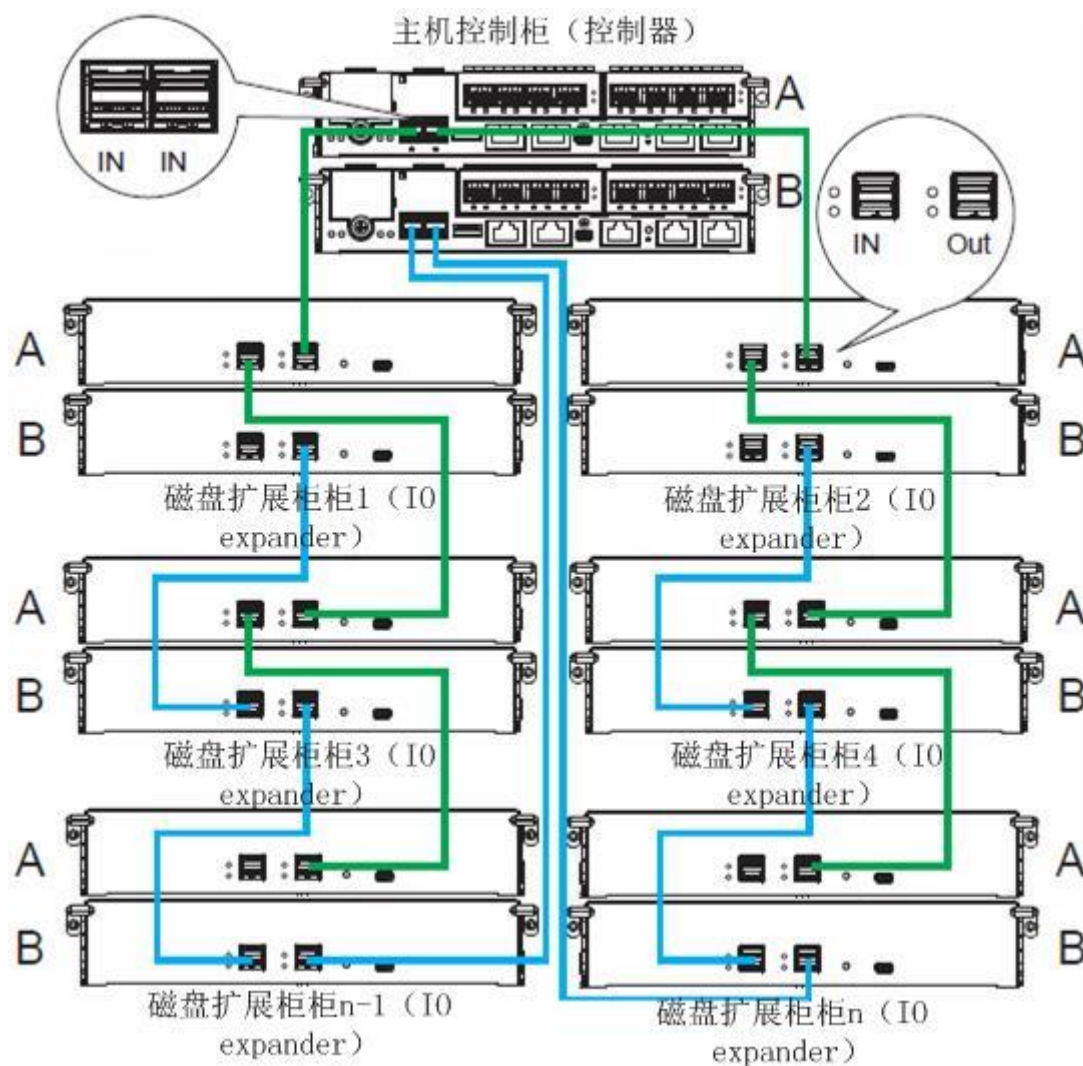 主机控制柜（控制器）
A
IN IN
B
IN Out
A
A
B
B
磁盘扩展柜柜1（IO
expander）
磁盘扩展柜柜2（IO
expander）
A
A
B
B
磁盘扩展柜柜3（IO
expander）
磁盘扩展柜柜4（IO
expander）
A
A
B
B
磁盘扩展柜柜n-1（IO
expander）
磁盘扩展柜柜n（IO
expander）